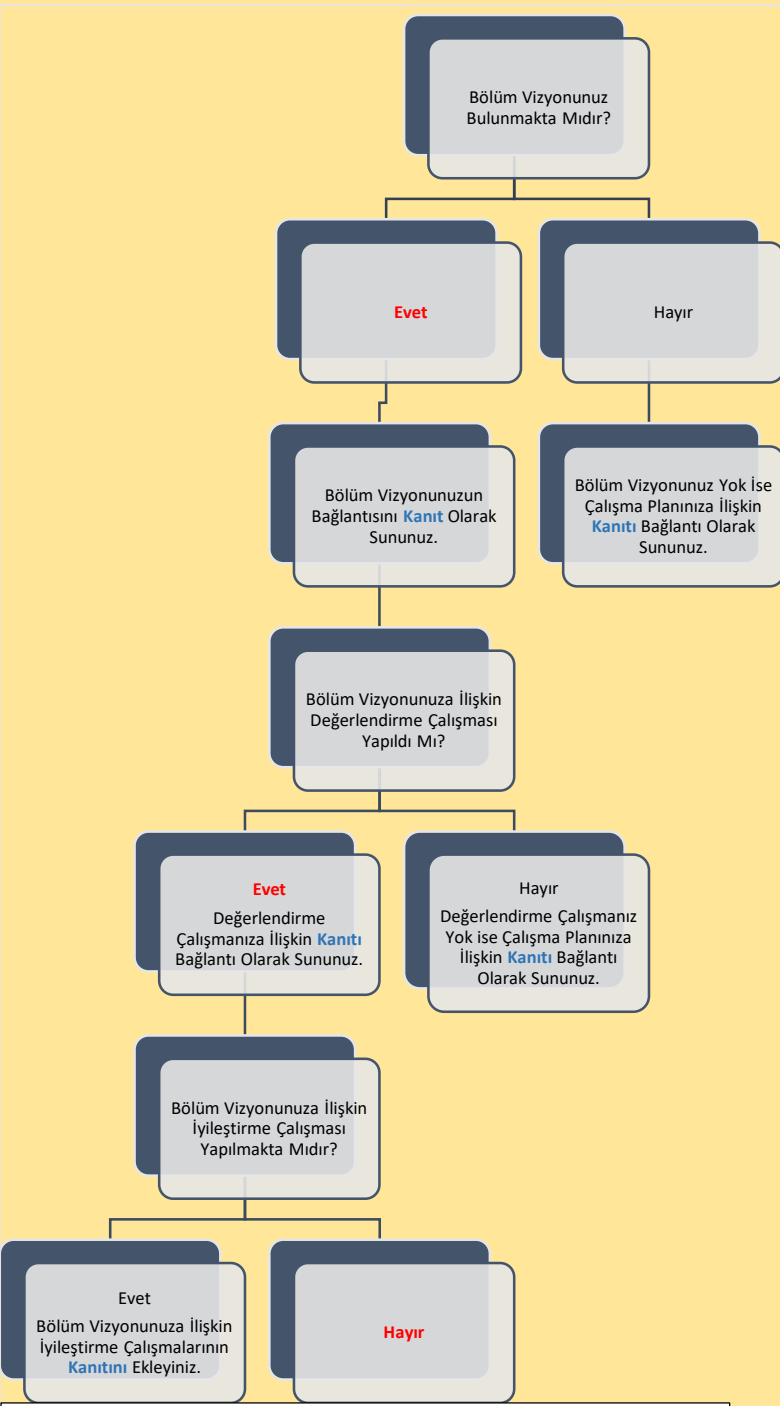 Bölüm Vizyonunuz
Bulunmakta Mıdır?
Evet
Hayır
Bölüm Vizyonunuzun
Bağlantısını Kanıt Olarak
Sununuz.
Bölüm Vizyonunuz Yok İse
Çalışma Planınıza İlişkin
Kanıtı Bağlantı Olarak
Sununuz.
Bölüm Vizyonunuza İlişkin
Değerlendirme Çalışması
Yapıldı Mı?
Evet
Değerlendirme
Çalışmanıza İlişkin Kanıtı
Bağlantı Olarak Sununuz.
Hayır
Değerlendirme Çalışmanız
Yok ise Çalışma Planınıza
İlişkin Kanıtı Bağlantı
Olarak Sununuz.
Bölüm Vizyonunuza İlişkin
İyileştirme Çalışması
Yapılmakta Mıdır?
Evet
Bölüm Vizyonunuza İlişkin
İyileştirme Çalışmalarının
Kanıtını Ekleyiniz.
Hayır